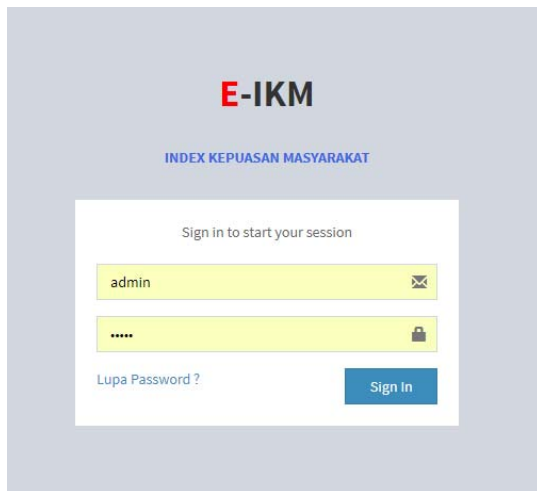 E-IKM
INDEX KEPUASAN MASYARAKAT
Sign in to start your session
admin
•••••
Lupa Password ?
Sign In